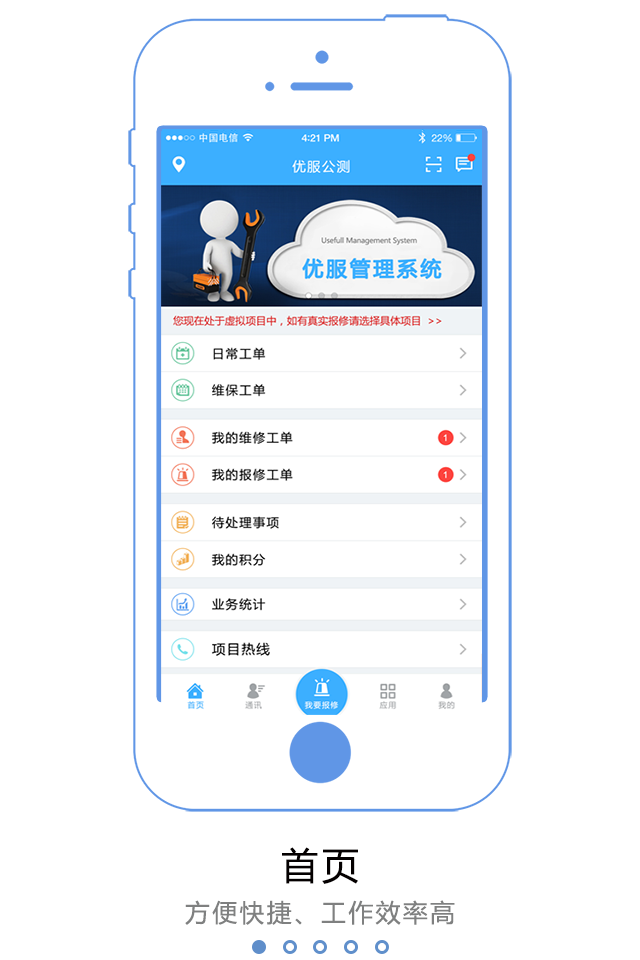 中国电信 4:21 PM 22%
优服公测
Usefull Management System
优服管理系统
您现在处于虚拟项目中，如有真实报修请选择具体项目 >>
日常工单
维保工单
我的维修工单 1
我的报修工单 1
待处理事项
我的积分
业务统计
项目热线
首页 通讯 我要报修 应用 我的
首页
方便快捷、工作效率高